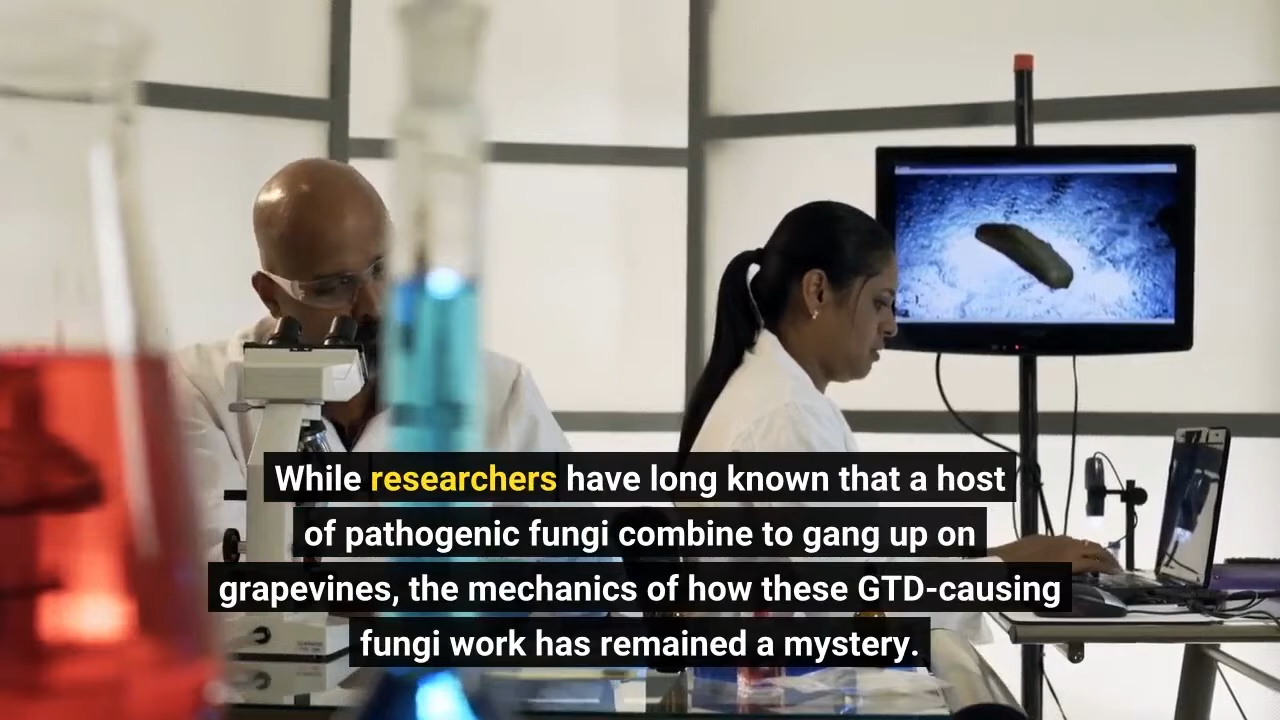 While researchers have long known that a host
of pathogenic fungi combine to gang up on
grapevines, the mechanics of how these GTD-causing
fungi work has remained a mystery.